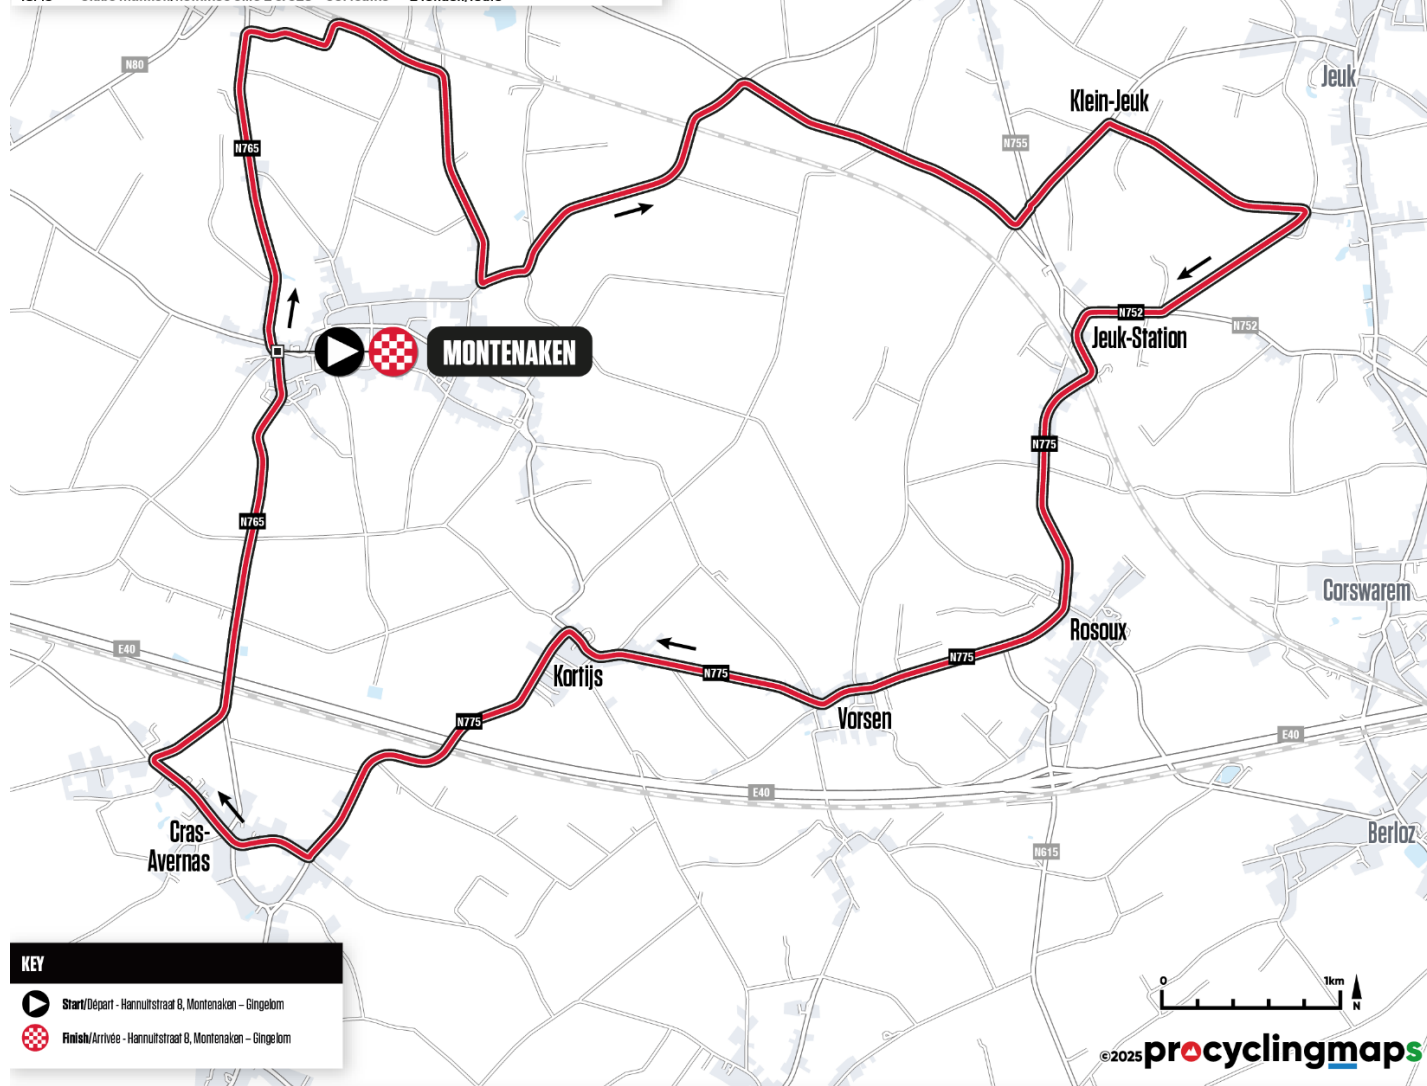 N80
Jeuk
Klein-Jeuk
N755
N765
N752
N752
Jeuk-Station
MONTENAKEN
N775
N765
Corswarem
Rosoux
E40
N775
Kortijs
N775
N775
Vorsen
E40
E40
Cras-
Avernas
Berloz
N615
KEY
Start/Départ - Hannuitstraat 8, Montenaken – Gingelom
Finish/Arrivée - Hannuitstraat 8, Montenaken – Gingelom
0 1km
N
©2025 procyclingmaps